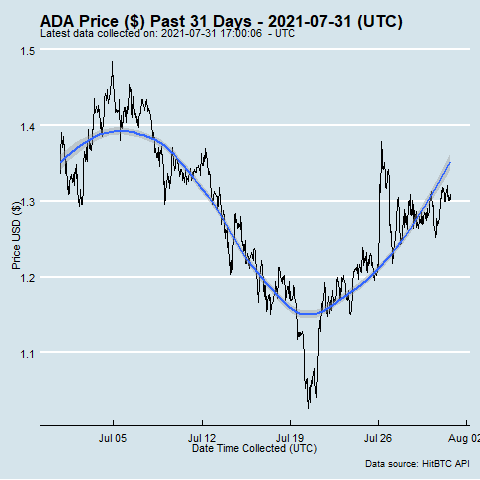 ADA Price ($) Past 31 Days - 2021-07-31 (UTC)
Latest data collected on: 2021-07-31 17:00:06  - UTC
1.5
1.4
1.3
1.2
1.1
Price USD ($)
Jul 05
Jul 12
Jul 19
Jul 26
Aug 02
Date Time Collected (UTC)
Data source: HitBTC API